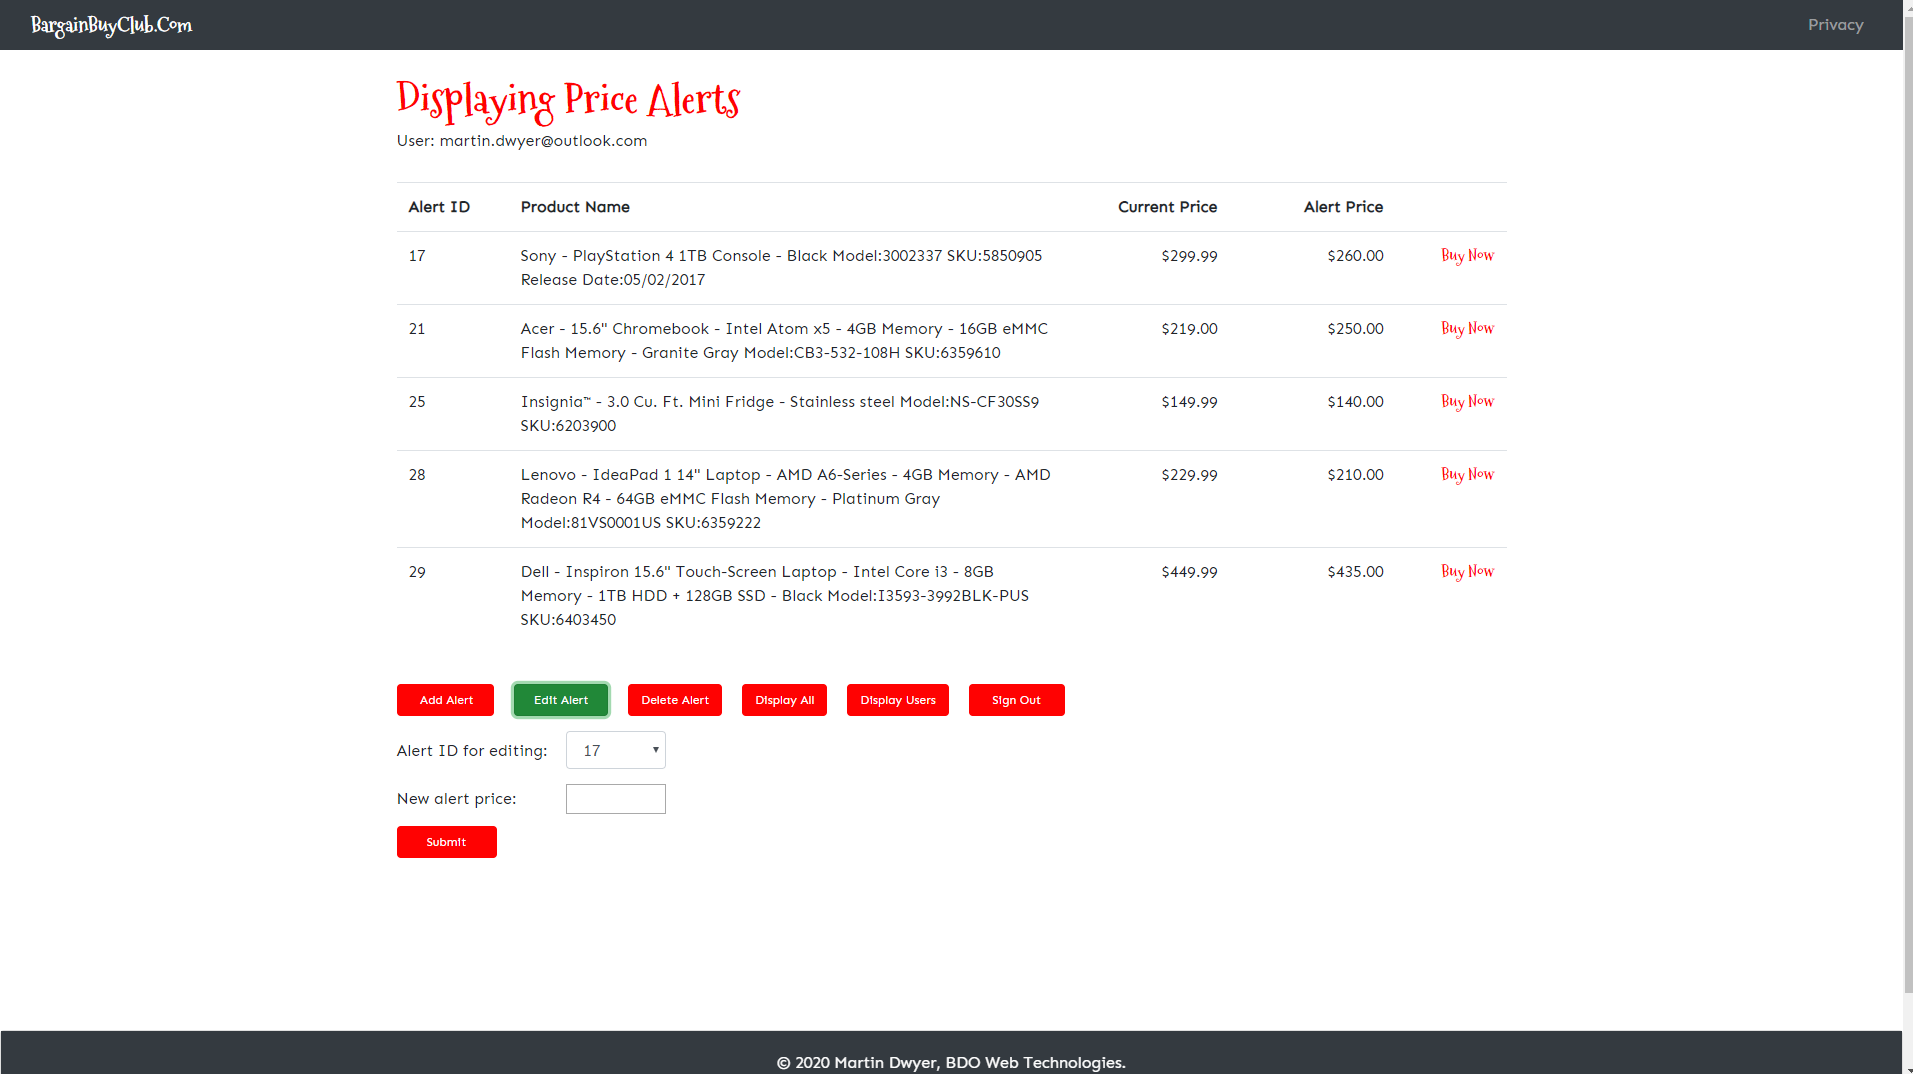 BargainBuyClub.Com
Privacy
Displaying Price Alerts
User: martin.dwyer@outlook.com
Alert ID Product Name Current Price Alert Price
17 Sony - PlayStation 4 1TB Console - Black Model:3002337 SKU:5850905 $299.99 $260.00 Buy Now
Release Date:05/02/2017
21 Acer - 15.6" Chromebook - Intel Atom x5 - 4GB Memory - 16GB eMMC $219.00 $250.00 Buy Now
Flash Memory - Granite Gray Model:CB3-532-108H SKU:6359610
25 Insignia™ - 3.0 Cu. Ft. Mini Fridge - Stainless steel Model:NS-CF30SS9 $149.99 $140.00 Buy Now
SKU:6203900
28 Lenovo - IdeaPad 1 14" Laptop - AMD A6-Series - 4GB Memory - AMD $229.99 $210.00 Buy Now
Radeon R4 - 64GB eMMC Flash Memory - Platinum Gray
Model:81VS0001US SKU:6359222
29 Dell - Inspiron 15.6" Touch-Screen Laptop - Intel Core i3 - 8GB $449.99 $435.00 Buy Now
Memory - 1TB HDD + 128GB SSD - Black Model:I3593-3992BLK-PUS
SKU:6403450
Add Alert Edit Alert Delete Alert Display All Display Users Sign Out
Alert ID for editing: 17
New alert price:
Submit
© 2020 Martin Dwyer, BDO Web Technologies.